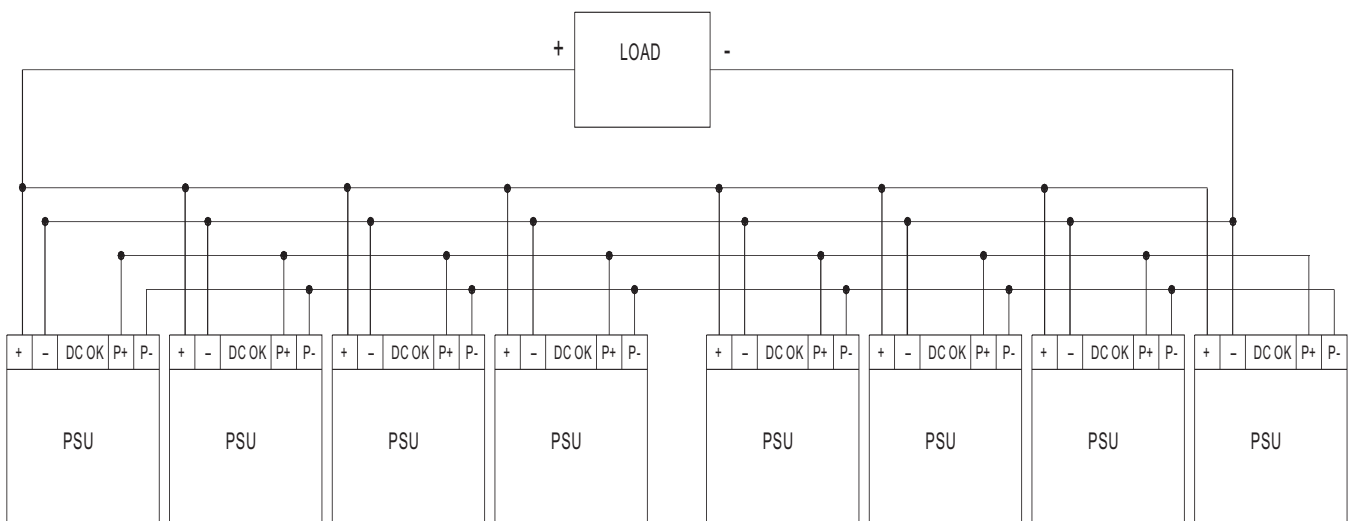 + LOAD -
+ – DC OK P+ P- + – DC OK P+ P- + – DC OK P+ P- + – DC OK P+ P- + – DC OK P+ P- + – DC OK P+ P- + – DC OK P+ P- + – DC OK P+ P-
PSU PSU PSU PSU PSU PSU PSU PSU